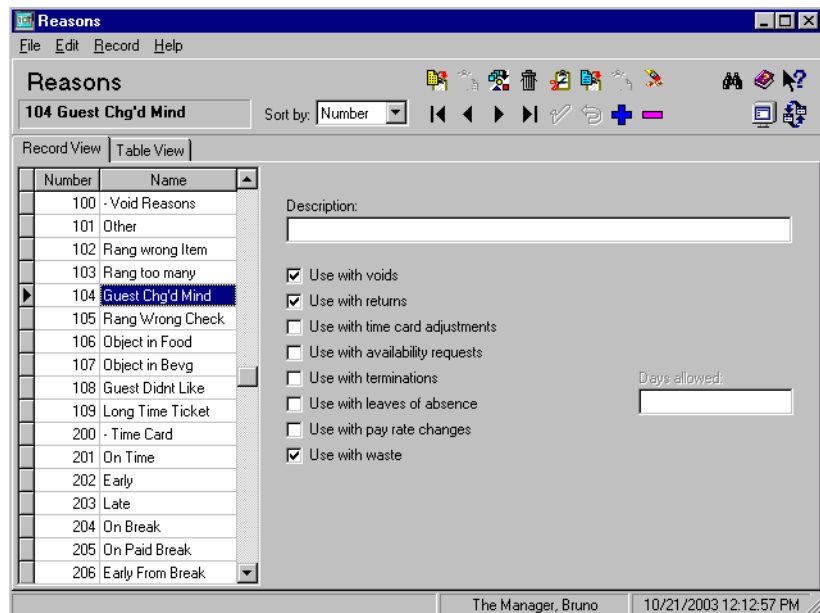 Reasons
File Edit Record Help
Reasons
104 Guest Chg'd Mind
Sort by: Number
Record View Table View
Number Name
100 - Void Reasons
101 Other
102 Rang wrong Item
103 Rang too many
104 Guest Chg'd Mind
105 Rang Wrong Check
106 Object in Food
107 Object in Bevg
108 Guest Didnt Like
109 Long Time Ticket
200 - Time Card
201 On Time
202 Early
203 Late
204 On Break
205 On Paid Break
206 Early From Break
Description:
Use with voids
Use with returns
Use with time card adjustments
Use with availability requests
Use with terminations
Use with leaves of absence
Use with pay rate changes
Use with waste
Days allowed:
The Manager, Bruno 10/21/2003 12:12:57 PM